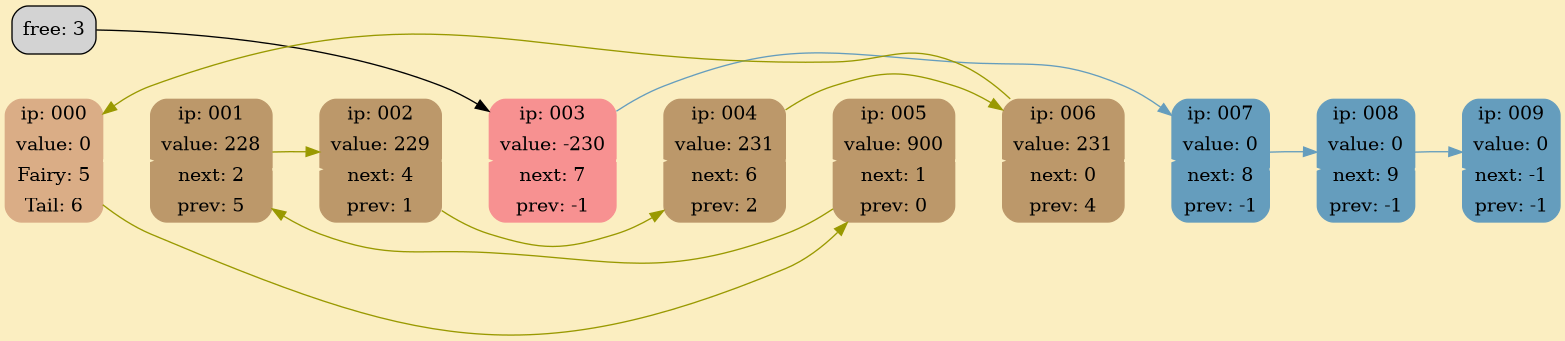 free: 3
ip: 000
value: 0
Fairy: 5
Tail: 6
ip: 001
value: 228
next: 2
prev: 5
ip: 002
value: 229
next: 4
prev: 1
ip: 003
value: -230
next: 7
prev: -1
ip: 004
value: 231
next: 6
prev: 2
ip: 005
value: 900
next: 1
prev: 0
ip: 006
value: 231
next: 0
prev: 4
ip: 007
value: 0
next: 8
prev: -1
ip: 008
value: 0
next: 9
prev: -1
ip: 009
value: 0
next: -1
prev: -1